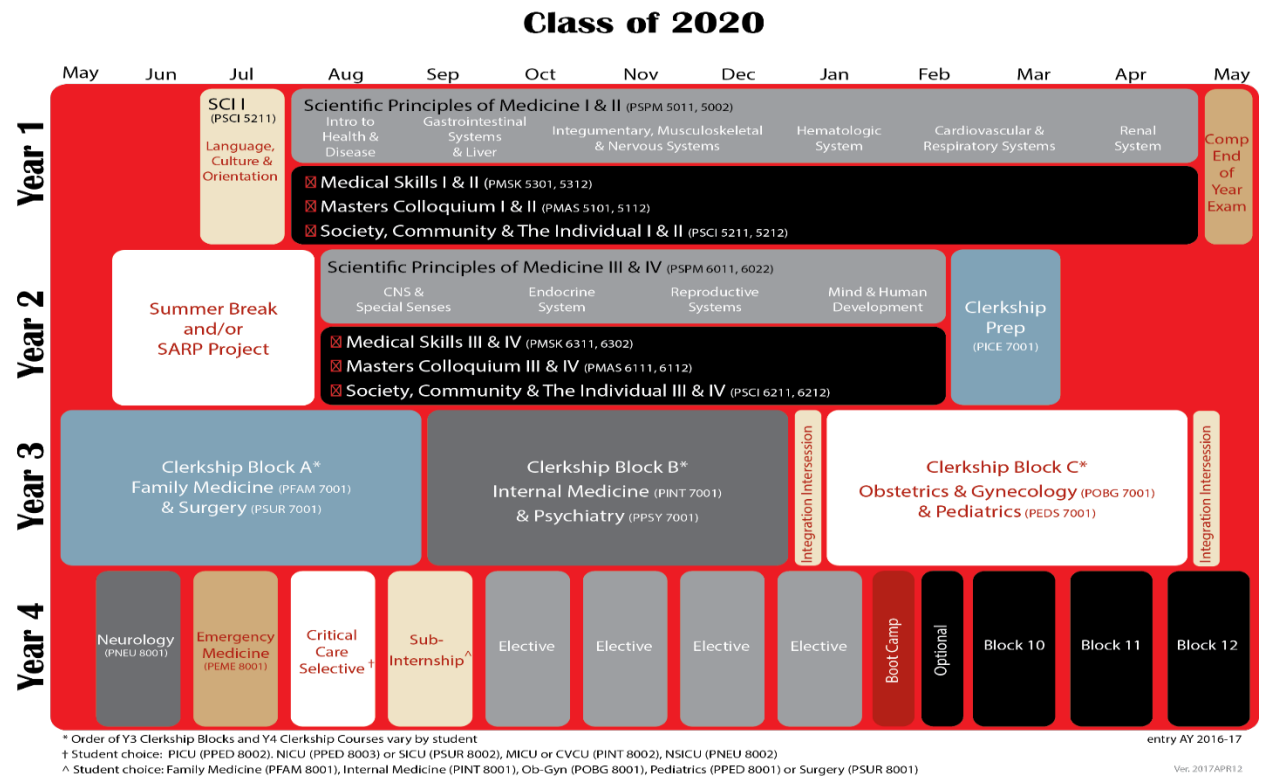 Class of 2020
May Jun Jul Aug Sep Oct Nov Dec Jan Feb Mar Apr May
Year 1
SCI I
(PSCI 5211)
Language,
Culture &
Orientation
Scientific Principles of Medicine I & II (PSPM 5011, 5002)
Intro to
Health &
Disease
Gastrointestinal
Systems
& Liver
Integumentary, Musculoskeletal
& Nervous Systems
Hematologic
System
Cardiovascular &
Respiratory Systems
Renal
System
Medical Skills I & II (PMSK 5301, 5312)
Masters Colloquium I & II (PMAS 5101, 5112)
Society, Community & The Individual I & II (PSCI 5211, 5212)
Comp
End
of
Year
Exam
Year 2
Summer Break
and/or
SARP Project
Scientific Principles of Medicine III & IV (PSPM 6011, 6022)
CNS &
Special Senses
Endocrine
System
Reproductive
Systems
Mind & Human
Development
Medical Skills III & IV (PMSK 6311, 6302)
Masters Colloquium III & IV (PMAS 6111, 6112)
Society, Community & The Individual III & IV (PSCI 6211, 6212)
Clerkship
Prep
(PICE 7001)
Year 3
Clerkship Block A*
Family Medicine (PFAM 7001)
& Surgery (PSUR 7001)
Clerkship Block B*
Internal Medicine (PINT 7001)
& Psychiatry (PPSY 7001)
Integration Intersession
Clerkship Block C*
Obstetrics & Gynecology (POBG 7001)
& Pediatrics (PEDS 7001)
Integration Intersession
Year 4
Neurology
(PNEU 8001)
Emergency
Medicine
(PEME 8001)
Critical
Care
Selective †
Sub-
Internship^
Elective
Elective
Elective
Elective
Boot Camp
Optional
Block 10
Block 11
Block 12
* Order of Y3 Clerkship Blocks and Y4 Clerkship Courses vary by student
entry AY 2016-17
† Student choice: PICU (PPED 8002). NICU (PPED 8003) or SICU (PSUR 8002), MICU or CVCU (PINT 8002), NSICU (PNEU 8002)
^ Student choice: Family Medicine (PFAM 8001), Internal Medicine (PINT 8001), Ob-Gyn (POBG 8001), Pediatrics (PPED 8001) or Surgery (PSUR 8001)
Ver. 2017APR12